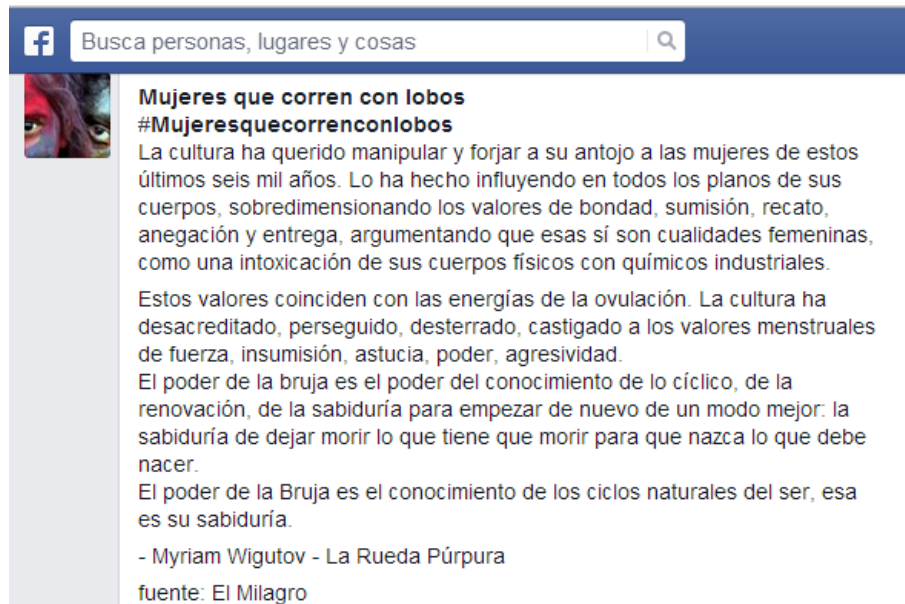 f
Busca personas, lugares y cosas
Mujeres que corren con lobos
#Mujeresquecorrenconlobos
La cultura ha querido manipular y forjar a su antojo a las mujeres de estos
últimos seis mil años. Lo ha hecho influyendo en todos los planos de sus
cuerpos, sobredimensionando los valores de bondad, sumisión, recato,
anegación y entrega, argumentando que esas sí son cualidades femeninas,
como una intoxicación de sus cuerpos físicos con químicos industriales.
Estos valores coinciden con las energías de la ovulación. La cultura ha
desacreditado, perseguido, desterrado, castigado a los valores menstruales
de fuerza, insumisión, astucia, poder, agresividad.
El poder de la bruja es el poder del conocimiento de lo cíclico, de la
renovación, de la sabiduría para empezar de nuevo de un modo mejor: la
sabiduría de dejar morir lo que tiene que morir para que nazca lo que debe
nacer.
El poder de la Bruja es el conocimiento de los ciclos naturales del ser, esa
es su sabiduría.
- Myriam Wigutov - La Rueda Púrpura
fuente: El Milagro